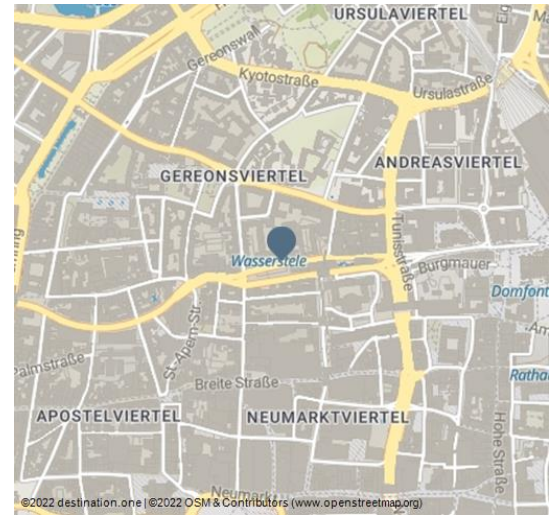 URSULAVIERTEL
Gereonswall
Kyotostraße
Ursulastraße
ANDREASVIERTEL
GEREONSVIERTEL
Tunisstraße
Wasserstele
Burgmauer
Domfont
St.-Apern-Str.
Am
Palmstraße
Rathau
Breite Straße
APOSTELVIERTEL
NEUMARKTVIERTEL
Hohe Straße
Neumarkt
©2022 destination.one | ©2022 OSM & Contributors (www.openstreetmap.org)